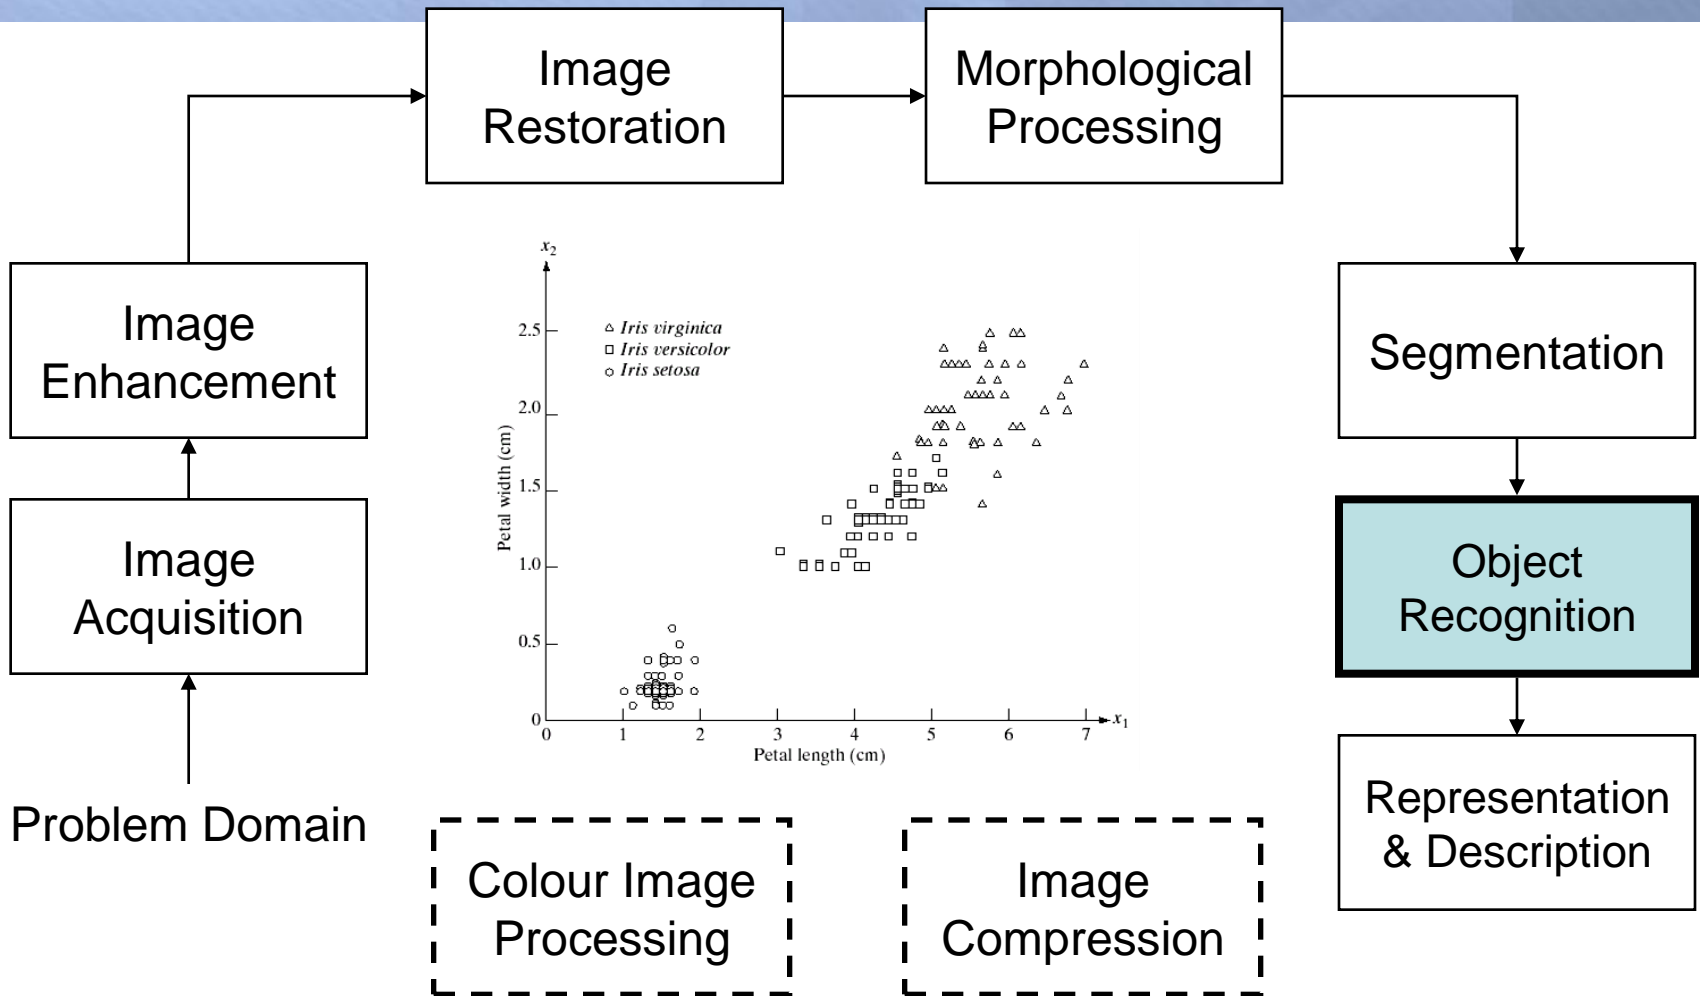 Image
Restoration
Morphological
Processing
Image
Enhancement
Segmentation
Image
Acquisition
Object
Recognition
Problem Domain
Representation
& Description
x₂
2.5
2.0
1.5
1.0
0.5
0
Petal width (cm)
△ Iris virginica
□ Iris versicolor
○ Iris setosa
0 1 2 3 4 5 6 7
x₁
Petal length (cm)
Colour Image
Processing
Image
Compression